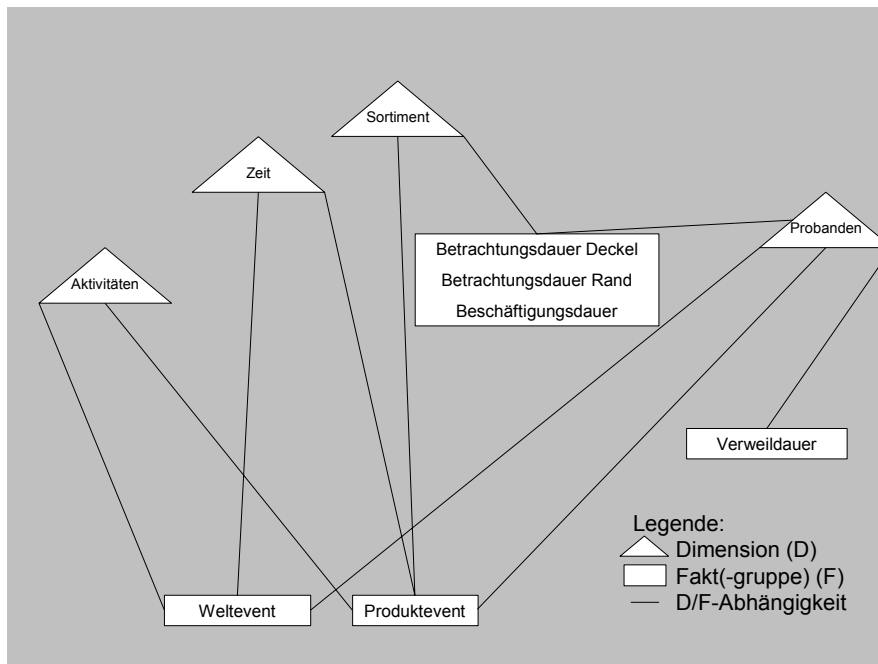 Sortiment
Zeit
Probanden
Betrachtungsdauer Deckel
Betrachtungsdauer Rand
Beschäftigungsdauer
Aktivitäten
Verweildauer
Legende:
Dimension (D)
Fakt(-gruppe) (F)
D/F-Abhängigkeit
Weltevent
Produktevent